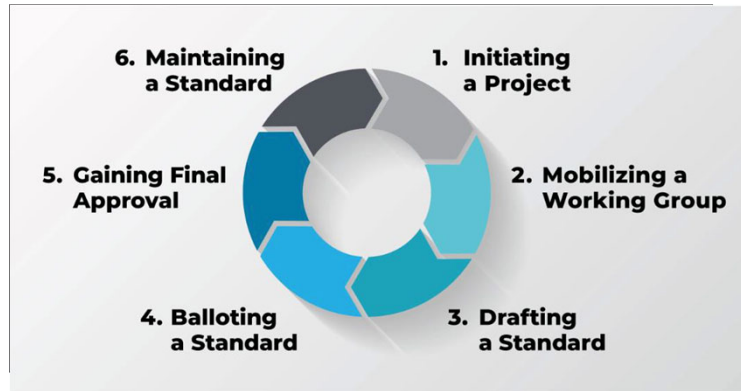 1. Initiating
a Project
2. Mobilizing a
Working Group
3. Drafting
a Standard
4. Balloting
a Standard
5. Gaining Final
Approval
6. Maintaining
a Standard